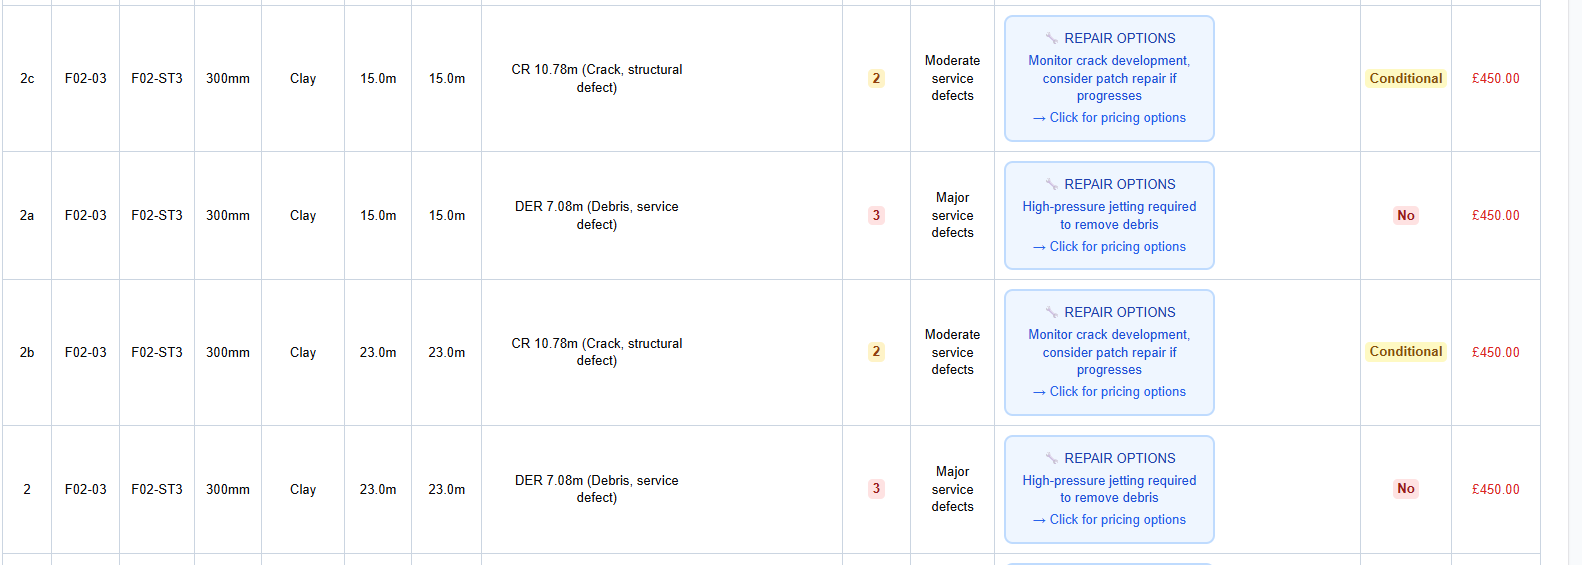 2c F02-03 F02-ST3 300mm Clay 15.0m 15.0m CR 10.78m (Crack, structural defect) 2 Moderate service defects
REPAIR OPTIONS
Monitor crack development,
consider patch repair if
progresses
→ Click for pricing options
Conditional £450.00
2a F02-03 F02-ST3 300mm Clay 15.0m 15.0m DER 7.08m (Debris, service defect) 3 Major service defects
REPAIR OPTIONS
High-pressure jetting required
to remove debris
→ Click for pricing options
No £450.00
2b F02-03 F02-ST3 300mm Clay 23.0m 23.0m CR 10.78m (Crack, structural defect) 2 Moderate service defects
REPAIR OPTIONS
Monitor crack development,
consider patch repair if
progresses
→ Click for pricing options
Conditional £450.00
2 F02-03 F02-ST3 300mm Clay 23.0m 23.0m DER 7.08m (Debris, service defect) 3 Major service defects
REPAIR OPTIONS
High-pressure jetting required
to remove debris
→ Click for pricing options
No £450.00